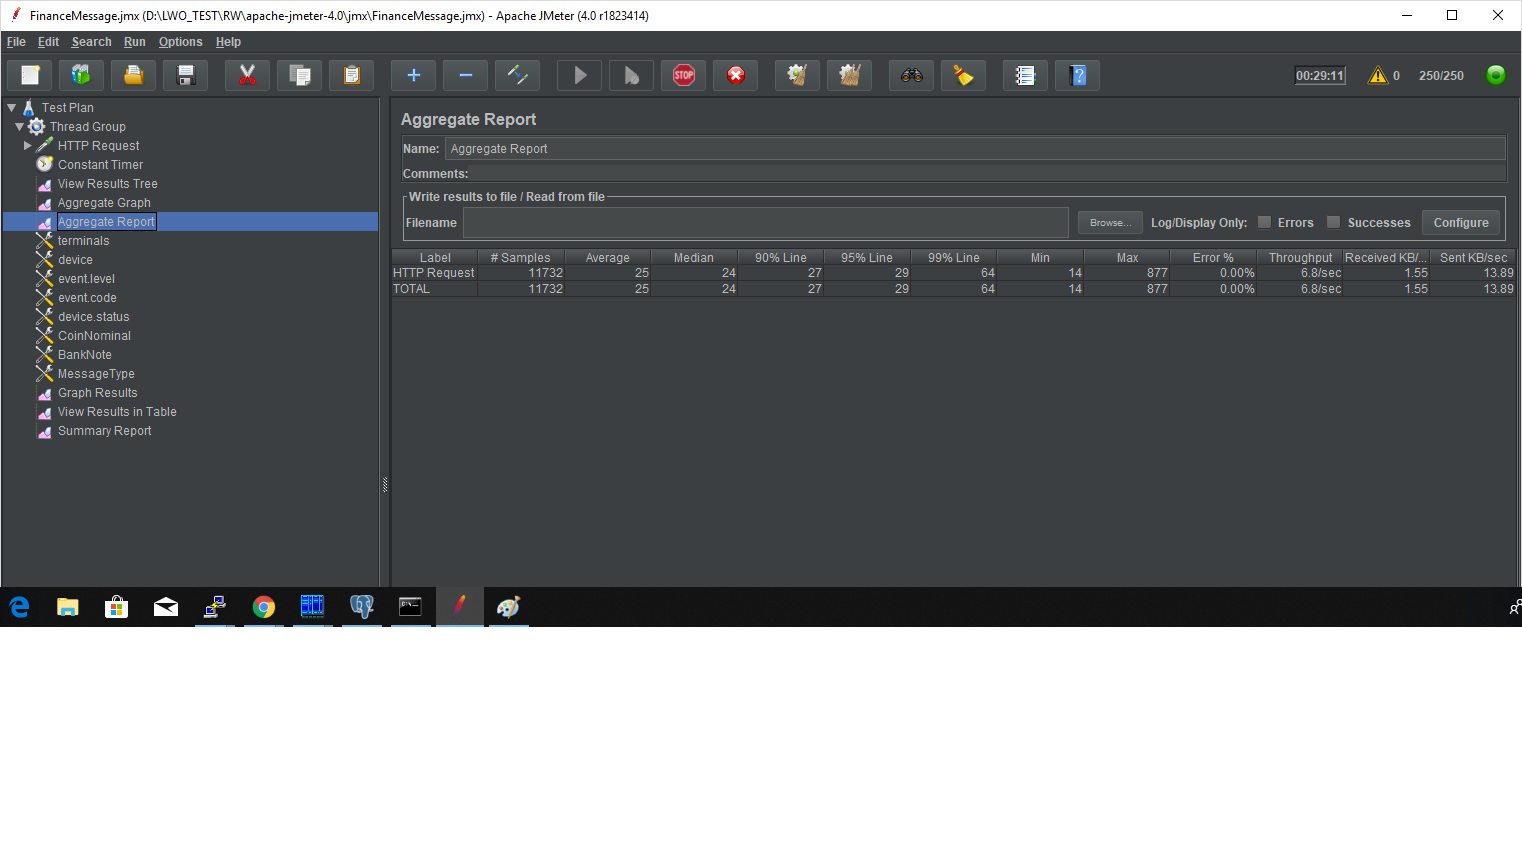 FinanceMessage.jmx (D:\LWO_TEST\RW\apache-jmeter-4.0\jmx\FinanceMessage.jmx) - Apache JMeter (4.0 r1823414)
File Edit Search Run Options Help
STOP 00:29:11 0 250/250
Test Plan
Thread Group
HTTP Request
Constant Timer
View Results Tree
Aggregate Graph
Aggregate Report
terminals
device
event.level
event.code
device.status
CoinNominal
BankNote
MessageType
Graph Results
View Results in Table
Summary Report
Aggregate Report
Name: Aggregate Report
Comments:
Write results to file / Read from file
Filename Browse... Log/Display Only: Errors Successes Configure
Label # Samples Average Median 90% Line 95% Line 99% Line Min Max Error % Throughput Received KB/... Sent KB/sec
HTTP Request 11732 25 24 27 29 64 14 877 0.00% 6.8/sec 1.55 13.89
TOTAL 11732 25 24 27 29 64 14 877 0.00% 6.8/sec 1.55 13.89